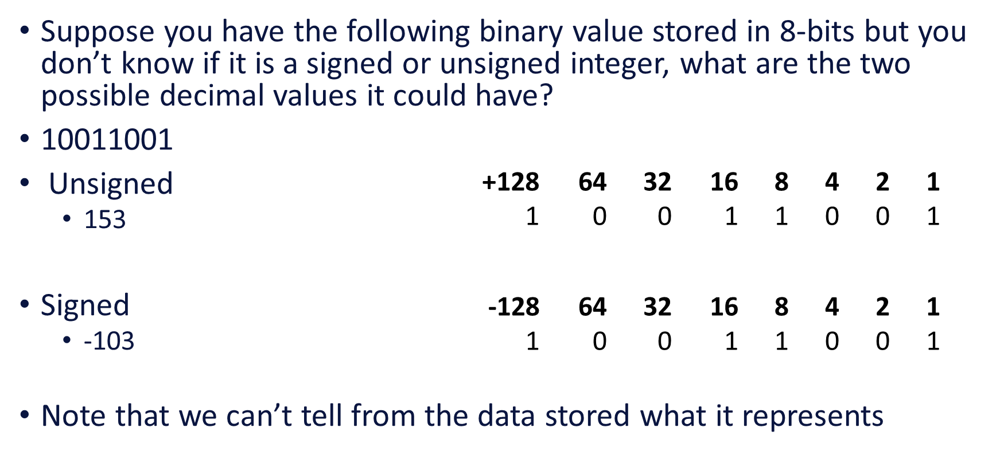 • Suppose you have the following binary value stored in 8-bits but you
don’t know if it is a signed or unsigned integer, what are the two
possible decimal values it could have?
• 10011001
• Unsigned
+128 64 32 16 8 4 2 1
• 153
1 0 0 1 1 0 0 1
• Signed
-128 64 32 16 8 4 2 1
• -103
1 0 0 1 1 0 0 1
• Note that we can’t tell from the data stored what it represents